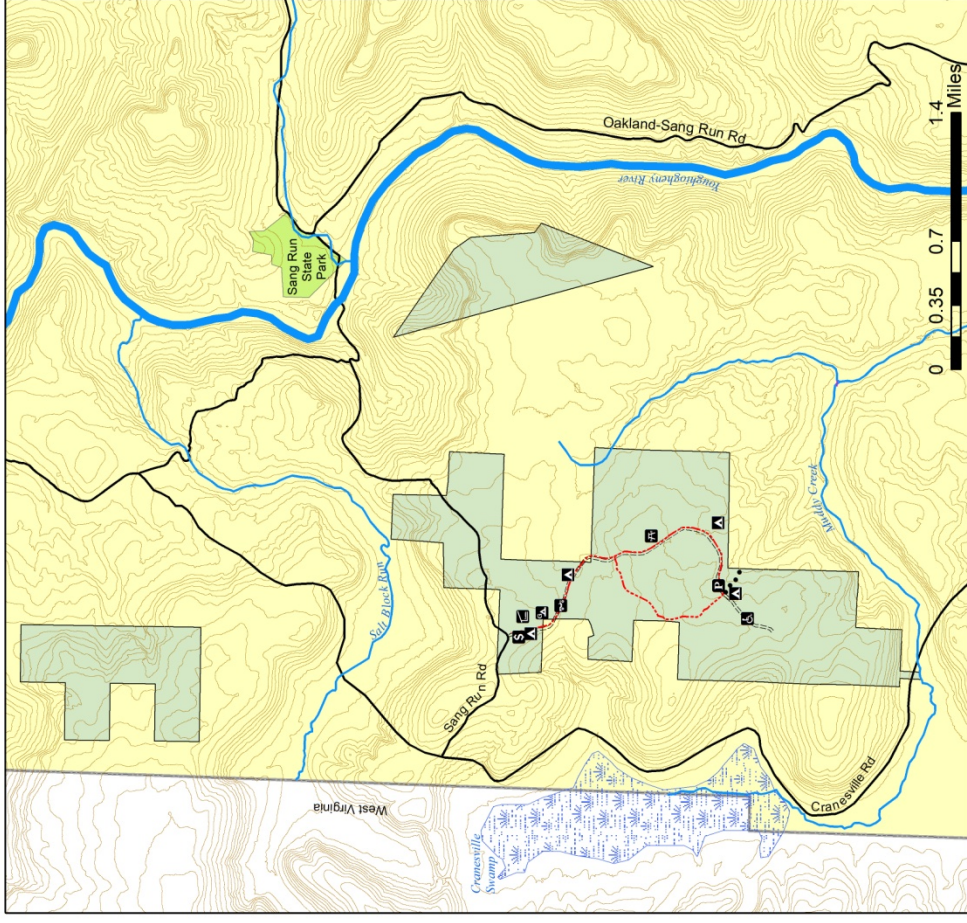 Sang Run
State
Park
Oakland-Sang Run Rd
Youghiogheny River
Salt Block Run
Sang Run Rd
S
P
West Virginia
Cranesville
Swamp
Cranesville Rd
Muddy Creek
0 0.35 0.7 1.4
Miles